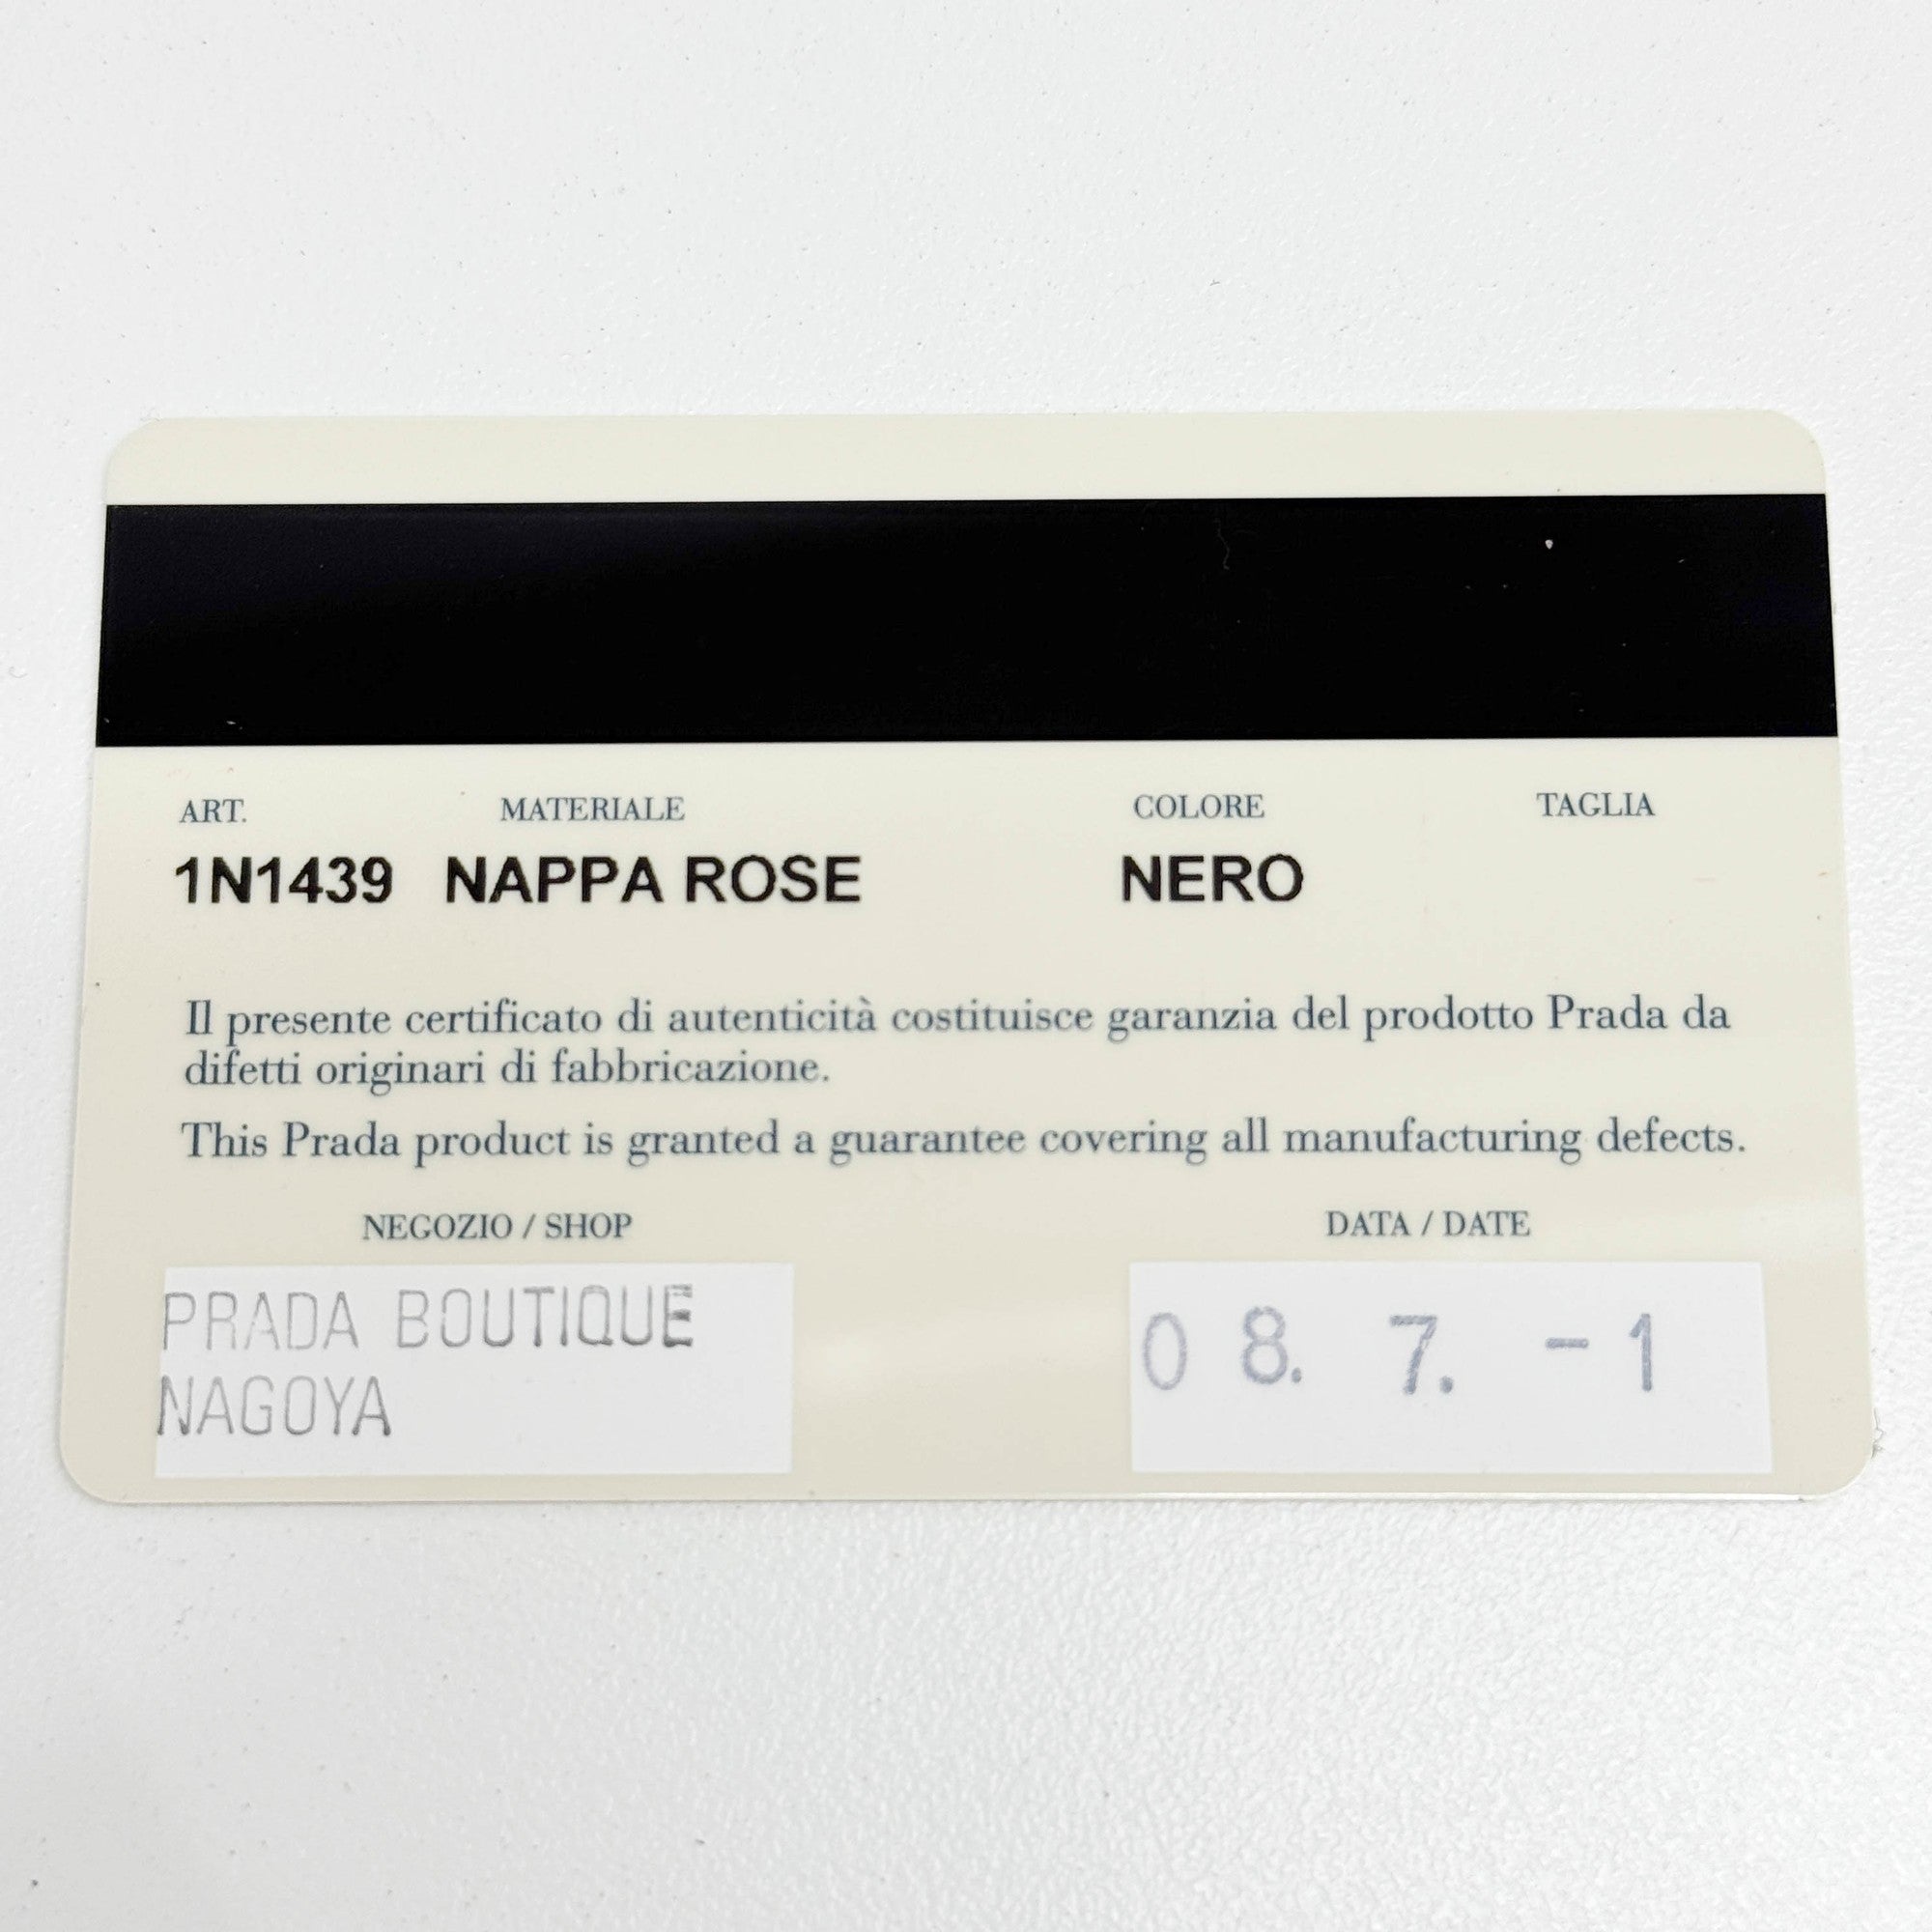 ART. MATERIALE COLORE TAGLIA
1N1439 NAPPA ROSE NERO
Il presente certificato di autenticità costituisce garanzia del prodotto Prada da
difetti originari di fabbricazione.
This Prada product is granted a guarantee covering all manufacturing defects.
NEGOZIO / SHOP DATA / DATE
PRADA BOUTIQUE
NAGOYA
08. 7. -1